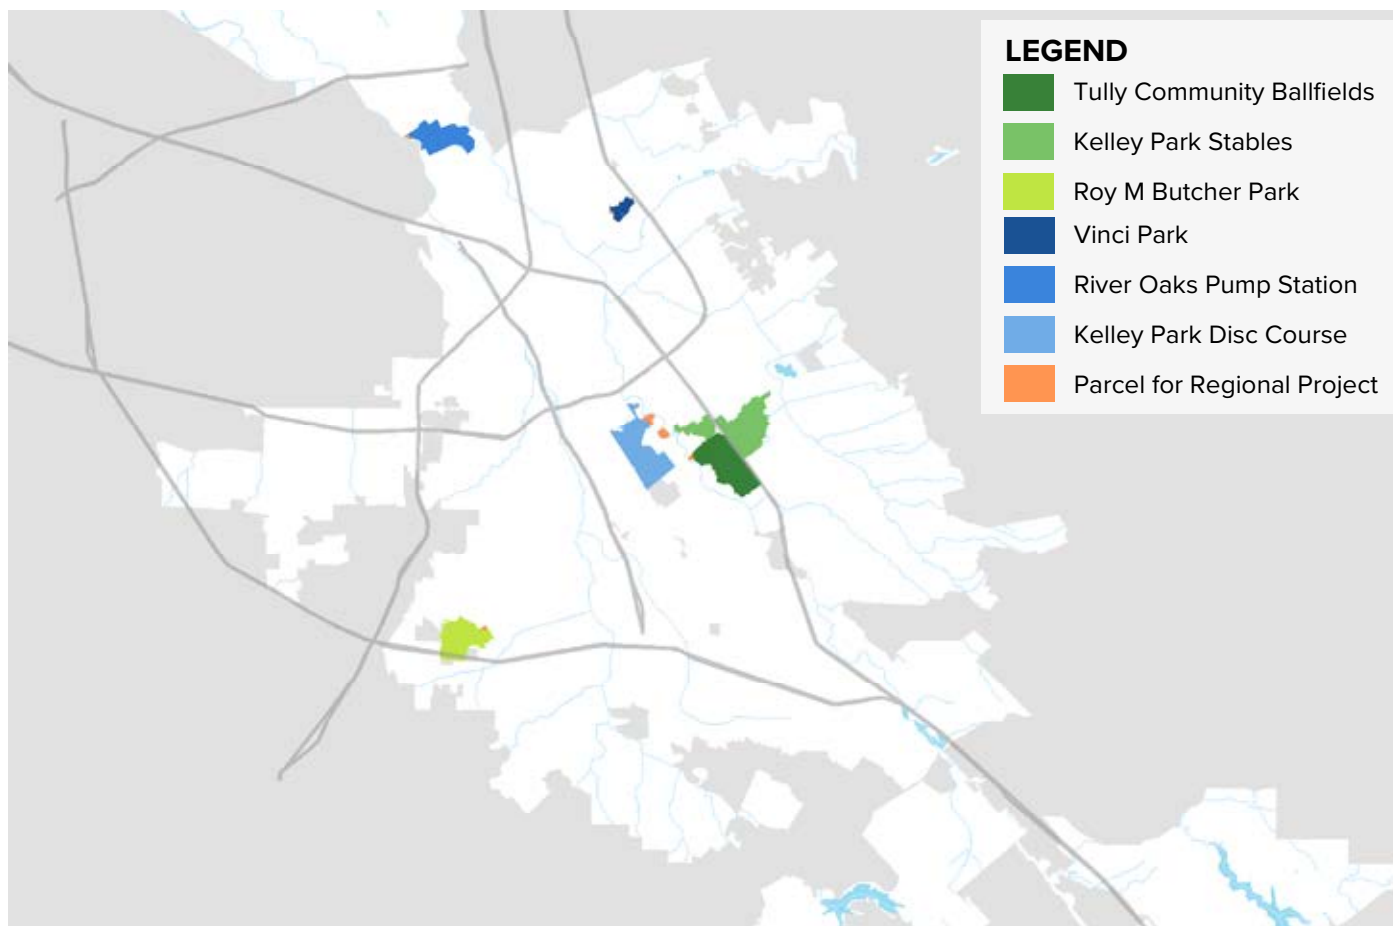 LEGEND
Tully Community Ballfields
Kelley Park Stables
Roy M Butcher Park
Vinci Park
River Oaks Pump Station
Kelley Park Disc Course
Parcel for Regional Project